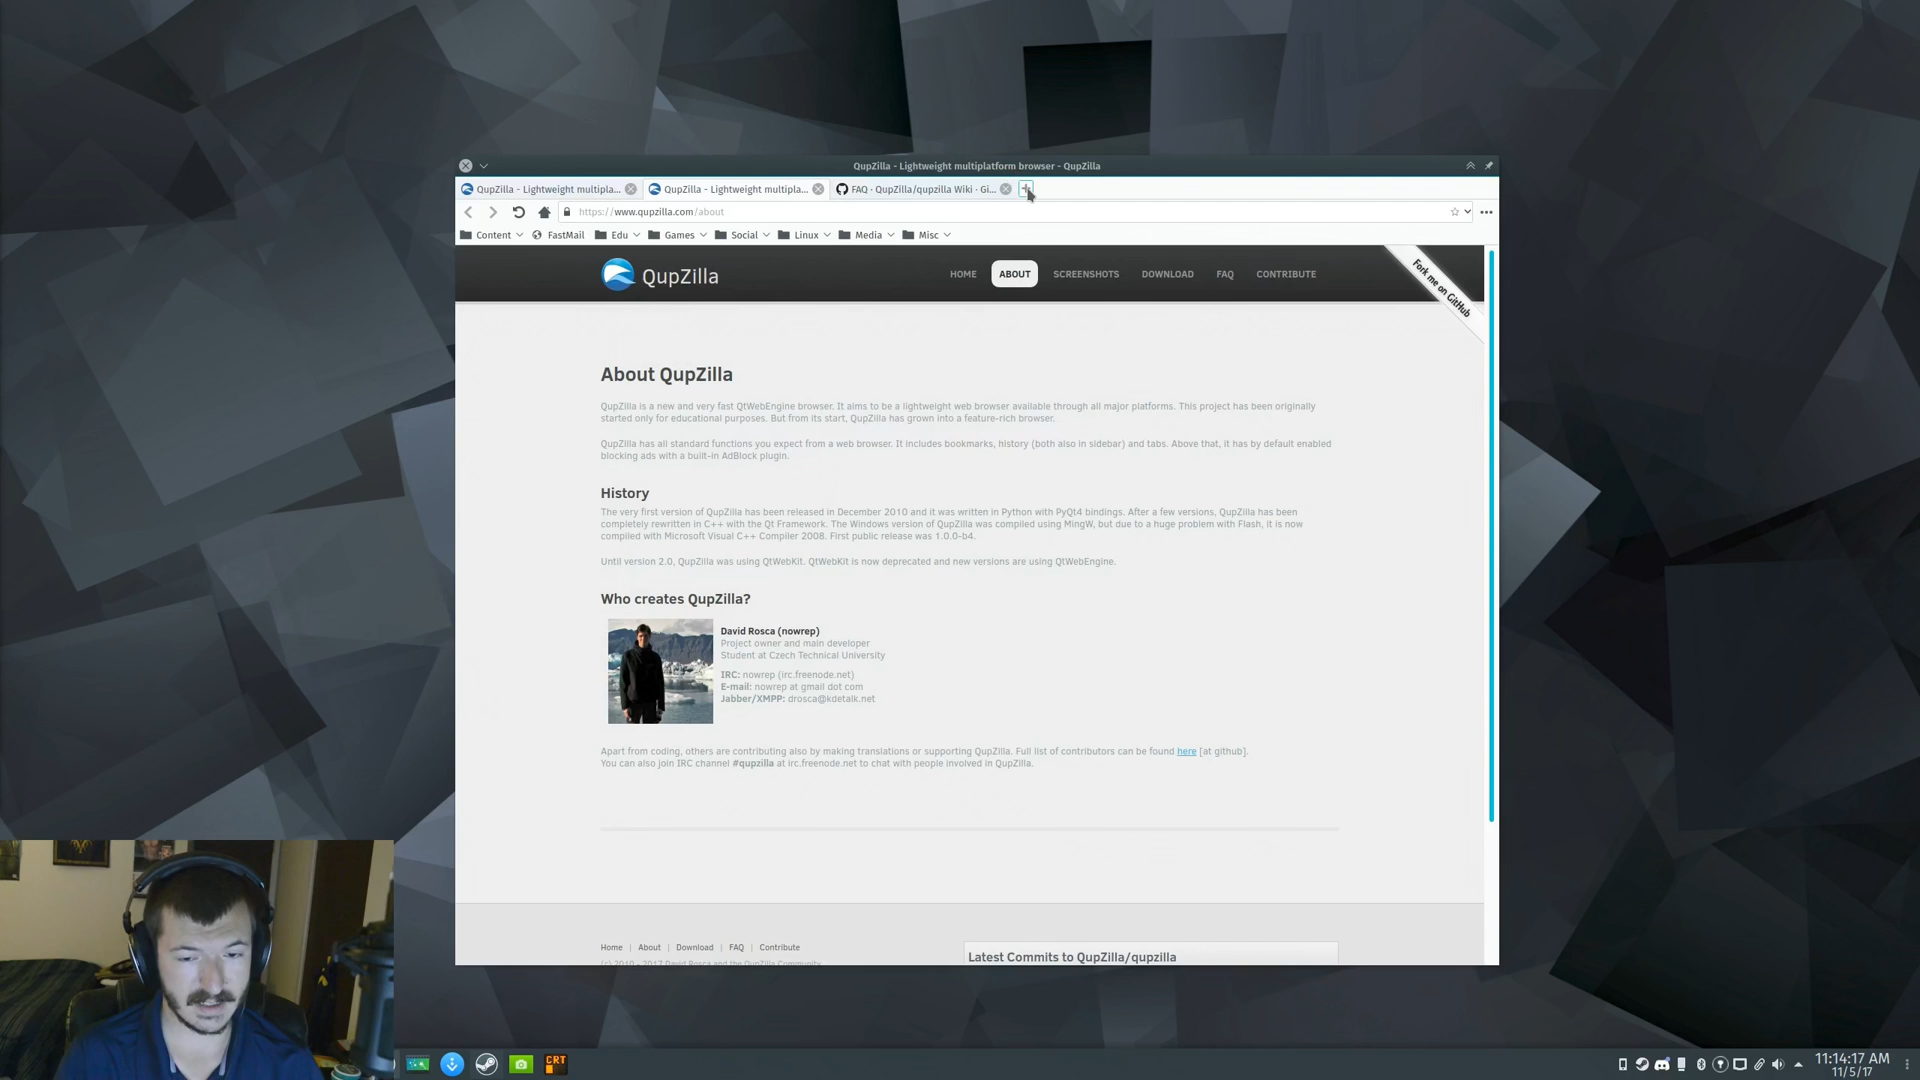 QupZilla - Lightweight multiplatform browser - QupZilla
QupZilla - Lightweight multipla...
QupZilla - Lightweight multipla...
FAQ · QupZilla/qupzilla Wiki · Gi...
https://www.qupzilla.com/about
Content
FastMail
Edu
Games
Social
Linux
Media
Misc
QupZilla
HOME
ABOUT
SCREENSHOTS
DOWNLOAD
FAQ
CONTRIBUTE
Fork me on GitHub
About QupZilla
QupZilla is a new and very fast QtWebEngine browser. It aims to be a lightweight web browser available through all major platforms. This project has been originally
started only for educational purposes. But from its start, QupZilla has grown into a feature-rich browser.
QupZilla has all standard functions you expect from a web browser. It includes bookmarks, history (both also in sidebar) and tabs. Above that, it has by default enabled
blocking ads with a built-in AdBlock plugin.
History
The very first version of QupZilla has been released in December 2010 and it was written in Python with PyQt4 bindings. After a few versions, QupZilla has been
completely rewritten in C++ with the Qt Framework. The Windows version of QupZilla was compiled using MingW, but due to a huge problem with Flash, it is now
compiled with Microsoft Visual C++ Compiler 2008. First public release was 1.0.0-b4.
Until version 2.0, QupZilla was using QtWebKit. QtWebKit is now deprecated and new versions are using QtWebEngine.
Who creates QupZilla?
David Rosca (nowrep)
Project owner and main developer
Student at Czech Technical University
IRC: nowrep (irc.freenode.net)
E-mail: nowrep at gmail dot com
Jabber/XMPP: drosca@kdetalk.net
Apart from coding, others are contributing also by making translations or supporting QupZilla. Full list of contributors can be found here [at github].
You can also join IRC channel #qupzilla at irc.freenode.net to chat with people involved in QupZilla.
Home | About | Download | FAQ | Contribute
(c) 2010 - 2017 David Rosca and the QupZilla Community
Latest Commits to QupZilla/qupzilla
CRT
11:14:17 AM
11/5/17